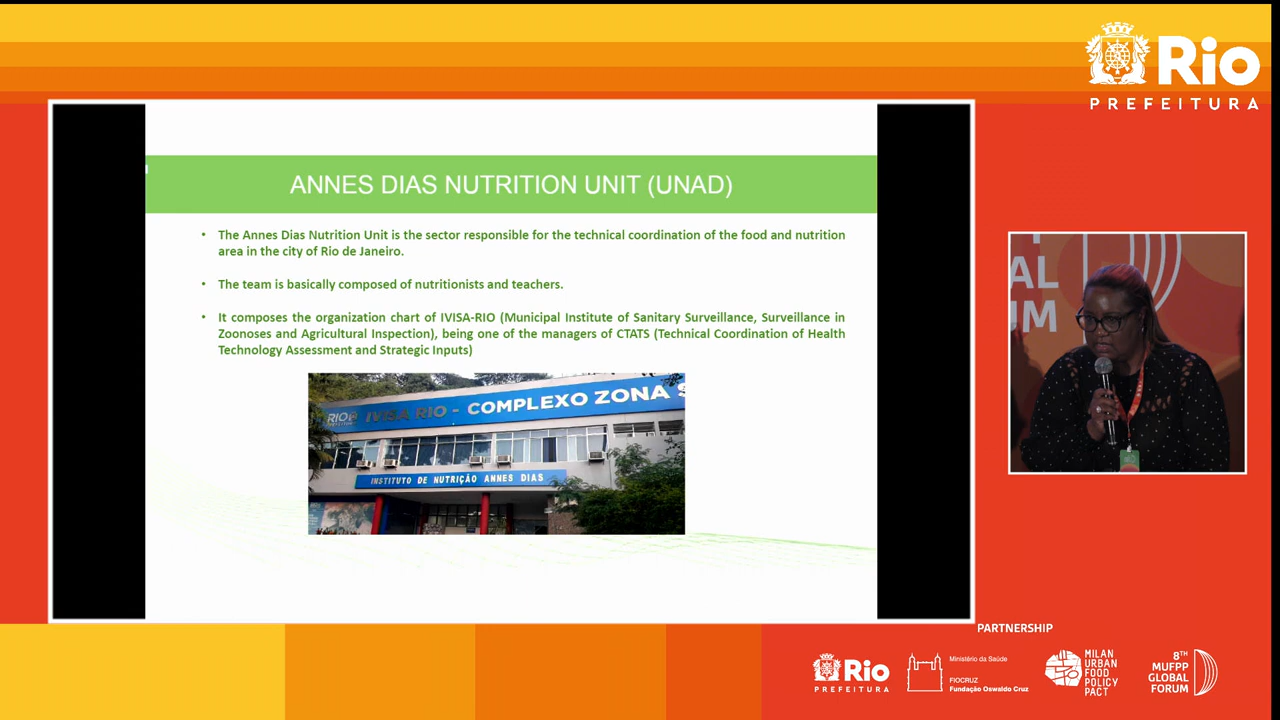 Rio
PREFEITURA
ANNES DIAS NUTRITION UNIT (UNAD)
• The Annes Dias Nutrition Unit is the sector responsible for the technical coordination of the food and nutrition
area in the city of Rio de Janeiro.
• The team is basically composed of nutritionists and teachers.
• It composes the organization chart of IVISA-RIO (Municipal Institute of Sanitary Surveillance, Surveillance in
Zoonoses and Agricultural Inspection), being one of the managers of CTATS (Technical Coordination of Health
Technology Assessment and Strategic Inputs)
RIO
IVISA RIO - COMPLEXO ZONA S
INSTITUTO DE NUTRIÇÃO ANNES DIAS
AL
UM
PARTNERSHIP
Rio
PREFEITURA
Ministério da Saúde
FIOCRUZ
Fundação Oswaldo Cruz
MILAN
URBAN
FOOD
POLICY
PACT
8TH
MUFPP
GLOBAL
FORUM